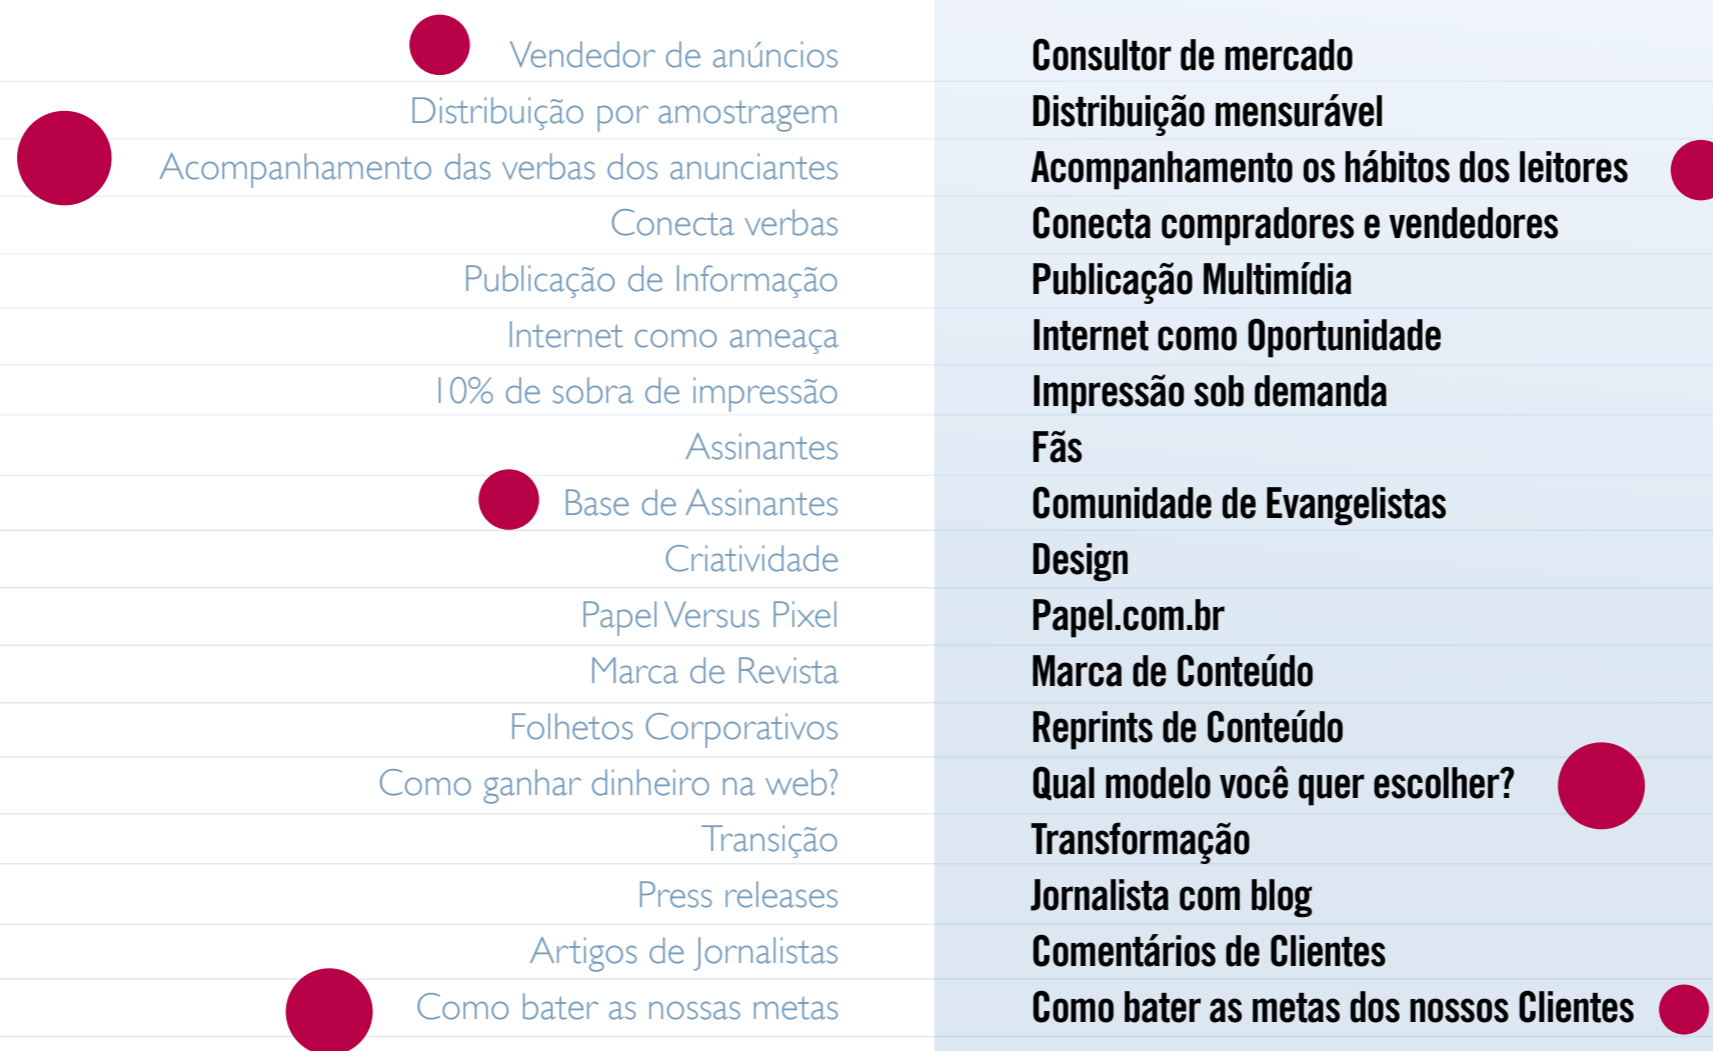 Vendedor de anúncios Consultor de mercado
Distribuição por amostragem Distribuição mensurável
Acompanhamento das verbas dos anunciantes Acompanhamento os hábitos dos leitores
Conecta verbas Conecta compradores e vendedores
Publicação de Informação Publicação Multimídia
Internet como ameaça Internet como Oportunidade
10% de sobra de impressão Impressão sob demanda
Assinantes Fãs
Base de Assinantes Comunidade de Evangelistas
Criatividade Design
Papel Versus Pixel Papel.com.br
Marca de Revista Marca de Conteúdo
Folhetos Corporativos Reprints de Conteúdo
Como ganhar dinheiro na web? Qual modelo você quer escolher?
Transição Transformação
Press releases Jornalista com blog
Artigos de Jornalistas Comentários de Clientes
Como bater as nossas metas Como bater as metas dos nossos Clientes